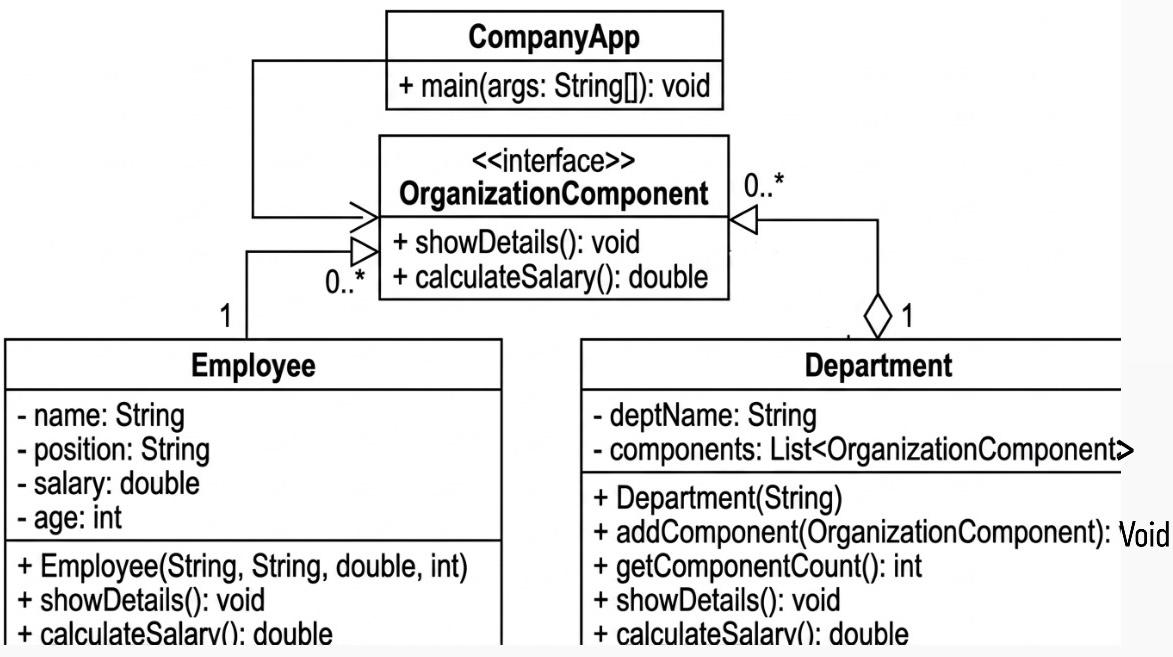 CompanyApp
+ main(args: String[]): void
<<interface>>
OrganizationComponent
+ showDetails(): void
+ calculateSalary(): double
0..*
0..*
1
1
Employee
- name: String
- position: String
- salary: double
- age: int
+ Employee(String, String, double, int)
+ showDetails(): void
+ calculateSalary(): double
Department
- deptName: String
- components: List<OrganizationComponent>
+ Department(String)
+ addComponent(OrganizationComponent): Void
+ getComponentCount(): int
+ showDetails(): void
+ calculateSalary(): double